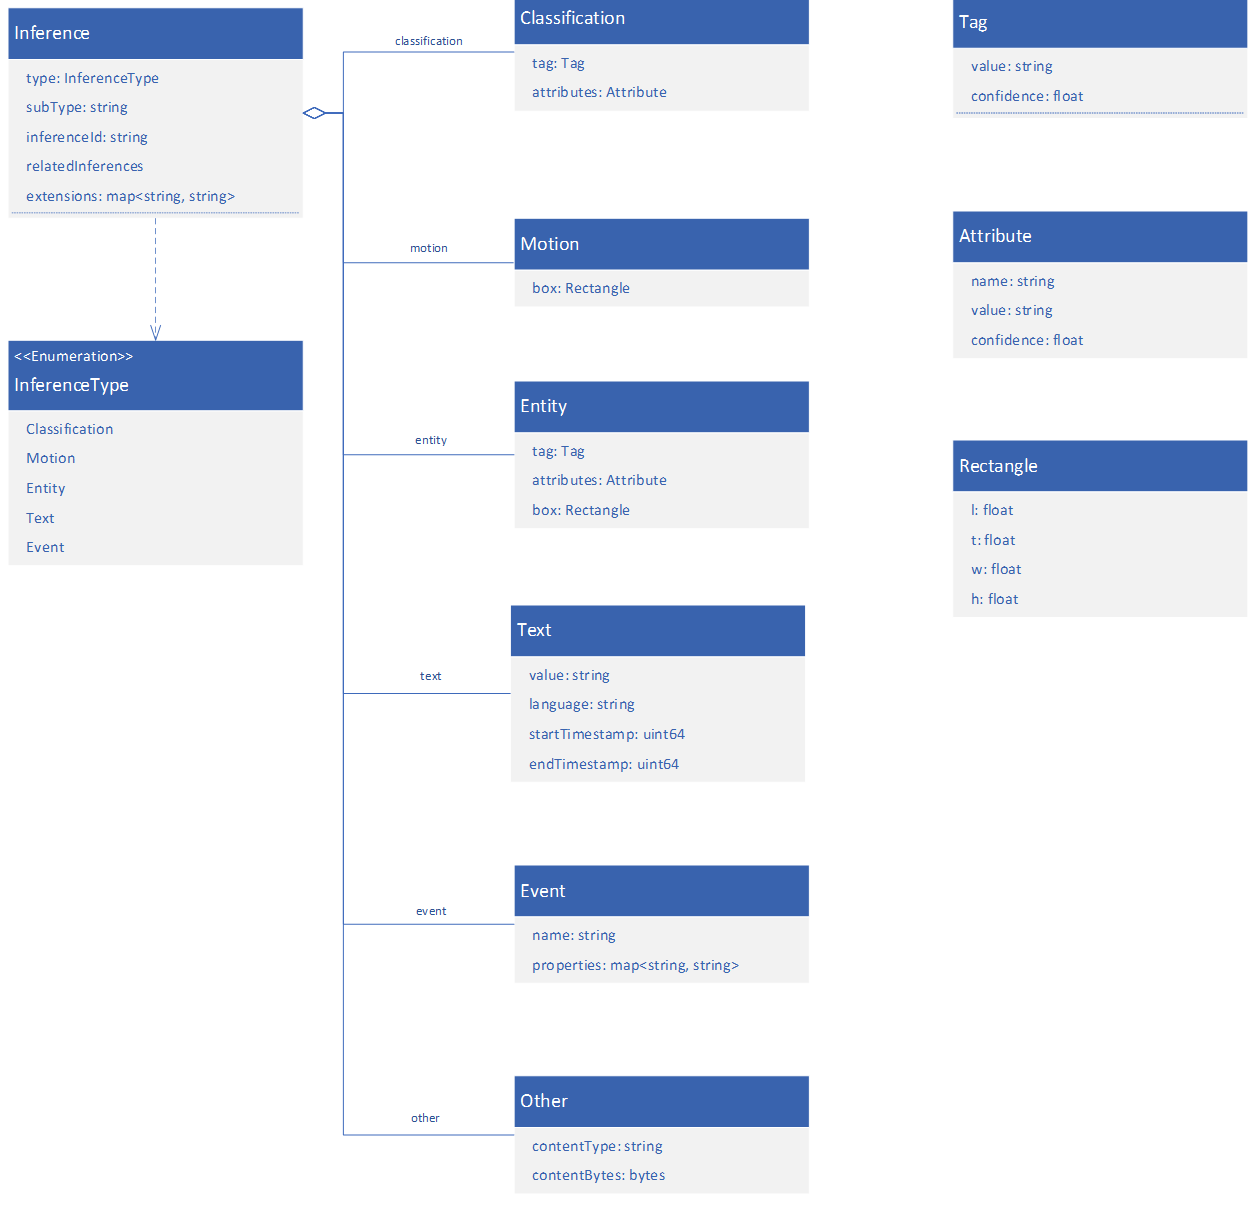 Inference
type: InferenceType
subType: string
inferenceId: string
relatedInferences
extensions: map<string, string>
<<Enumeration>>
InferenceType
Classification
Motion
Entity
Text
Event
classification
motion
entity
text
event
other
Classification
tag: Tag
attributes: Attribute
Motion
box: Rectangle
Entity
tag: Tag
attributes: Attribute
box: Rectangle
Text
value: string
language: string
startTimestamp: uint64
endTimestamp: uint64
Event
name: string
properties: map<string, string>
Other
contentType: string
contentBytes: bytes
Tag
value: string
confidence: float
Attribute
name: string
value: string
confidence: float
Rectangle
l: float
t: float
w: float
h: float